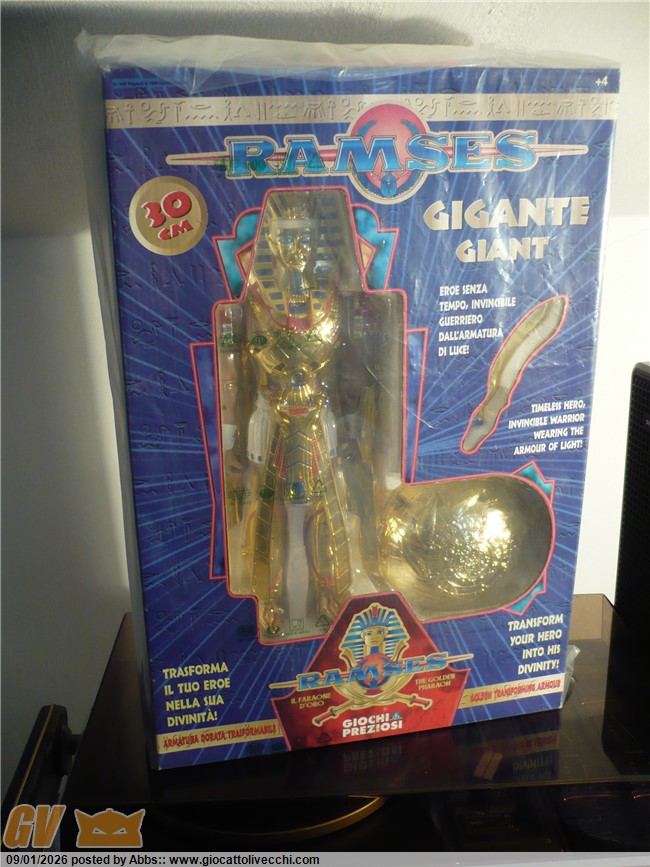 +4
RAMSES
30
CM
GIGANTE
GIANT
EROE SENZA
TEMPO, INVINCIBILE
GUERRIERO
DALL'ARMATURA
DI LUCE!
TIMELESS HERO,
INVINCIBLE WARRIOR
WEARING THE
ARMOUR OF LIGHT!
TRASFORMA
IL TUO EROE
NELLA SUA
DIVINITÀ!
ARMATURA DORATA TRASFORMABILE
RAMSES
IL FARAONE
D'ORO
THE GOLDEN
PHARAOH
GIOCHI
PREZIOSI
TRANSFORM
YOUR HERO
INTO HIS
DIVINITY!
GOLDEN TRANSFORMING ARMOUR
GV
09/01/2026 posted by Abbs:: www.giocattolivecchi.com